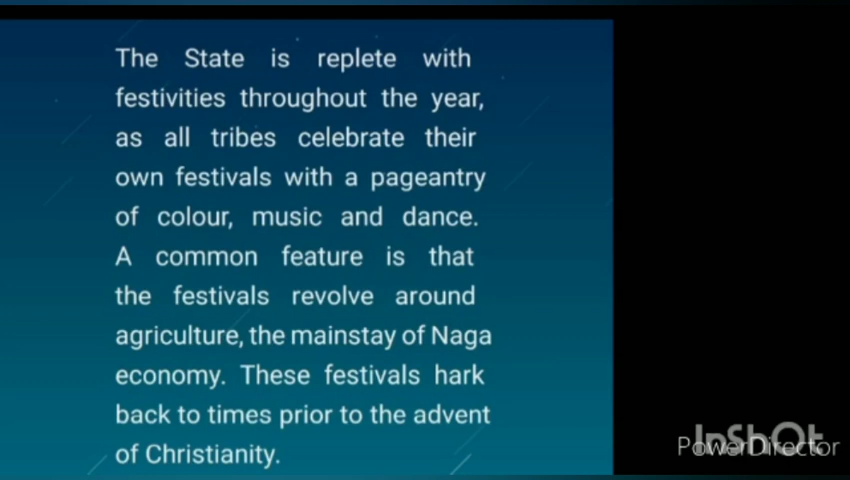 The State is replete with
festivities throughout the year,
as all tribes celebrate their
own festivals with a pageantry
of colour, music and dance.
A common feature is that
the festivals revolve around
agriculture, the mainstay of Naga
economy. These festivals hark
back to times prior to the advent
of Christianity.
InShOt
PowerDirector